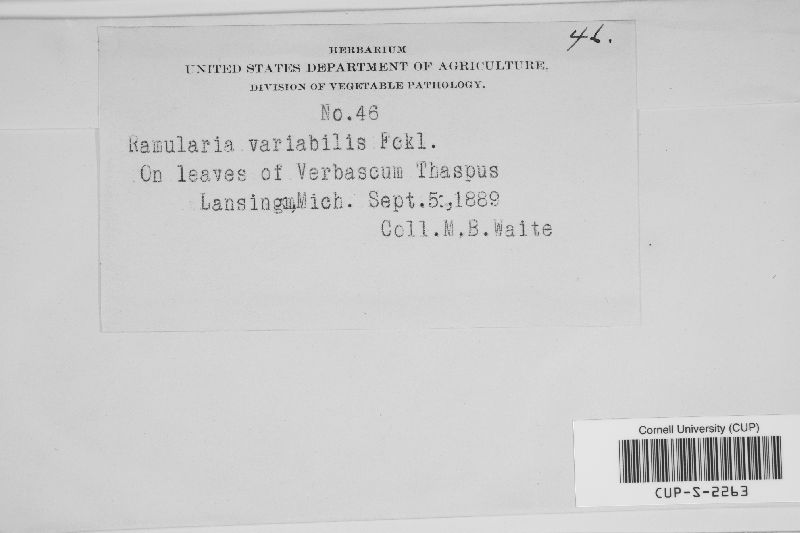 46.
HERBARIUM
UNITED STATES DEPARTMENT OF AGRICULTURE.
DIVISION OF VEGETABLE PATHOLOGY.
No.46
Ramularia variabilis Fckl.
On leaves of Verbascum Thaspus
Lansing,Mich. Sept.5,1889
Coll.M.B.Waite
Cornell University (CUP)
CUP-S-2263